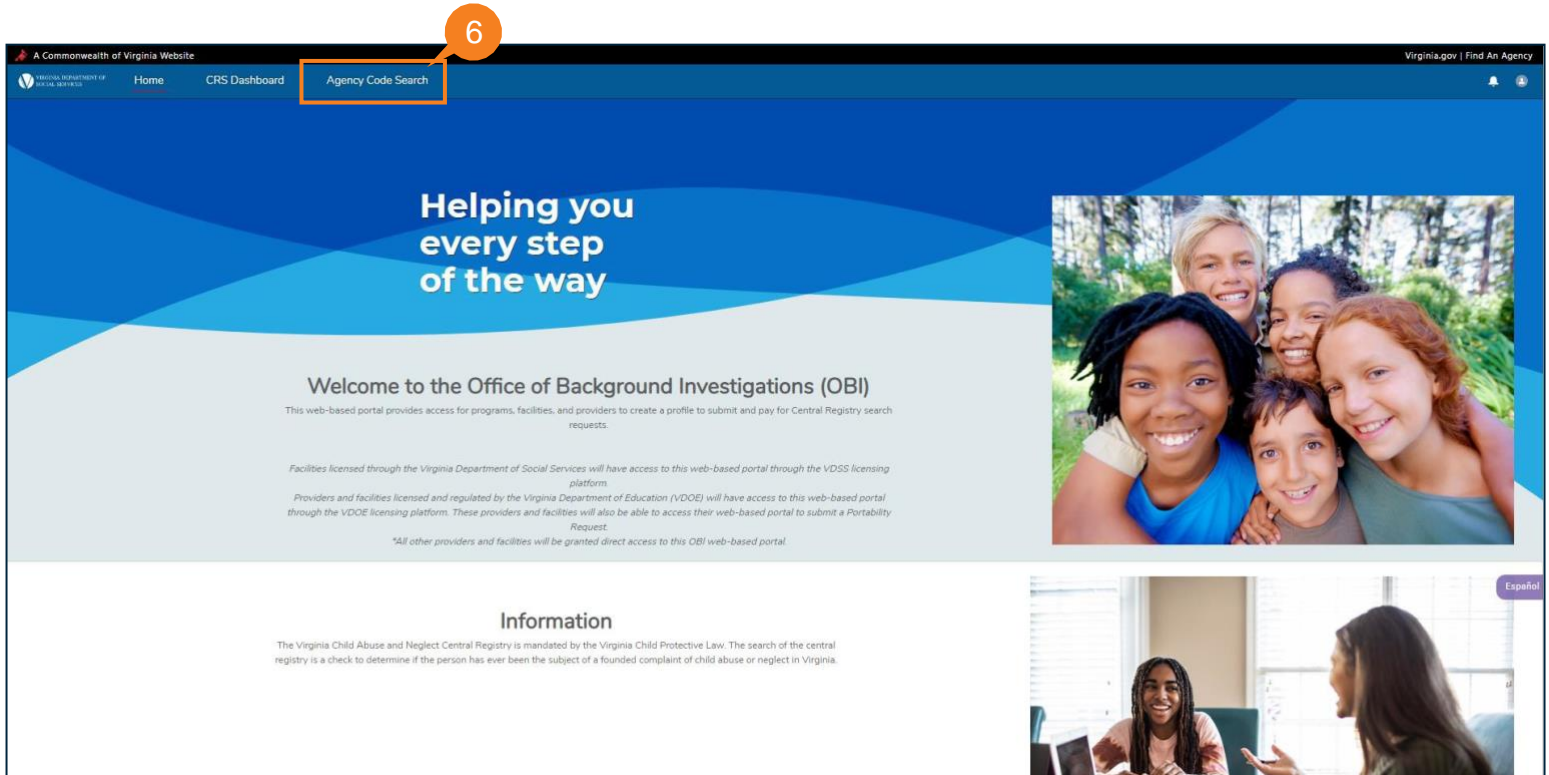 6
A Commonwealth of Virginia Website
Virginia.gov | Find An Agency
VIRGINIA DEPARTMENT OF
SOCIAL SERVICES
Home
CRS Dashboard
Agency Code Search
Helping you
every step
of the way
Welcome to the Office of Background Investigations (OBI)
This web-based portal provides access for programs, facilities, and providers to create a profile to submit and pay for Central Registry search
requests.
Facilities licensed through the Virginia Department of Social Services will have access to this web-based portal through the VDSS licensing
platform.
Providers and facilities licensed and regulated by the Virginia Department of Education (VDOE) will have access to this web-based portal
through the VDOE licensing platform. These providers and facilities will also be able to access their web-based portal to submit a Portability
Request.
*All other providers and facilities will be granted direct access to this OBI web-based portal.
Español
Information
The Virginia Child Abuse and Neglect Central Registry is mandated by the Virginia Child Protective Law. The search of the central
registry is a check to determine if the person has ever been the subject of a founded complaint of child abuse or neglect in Virginia.